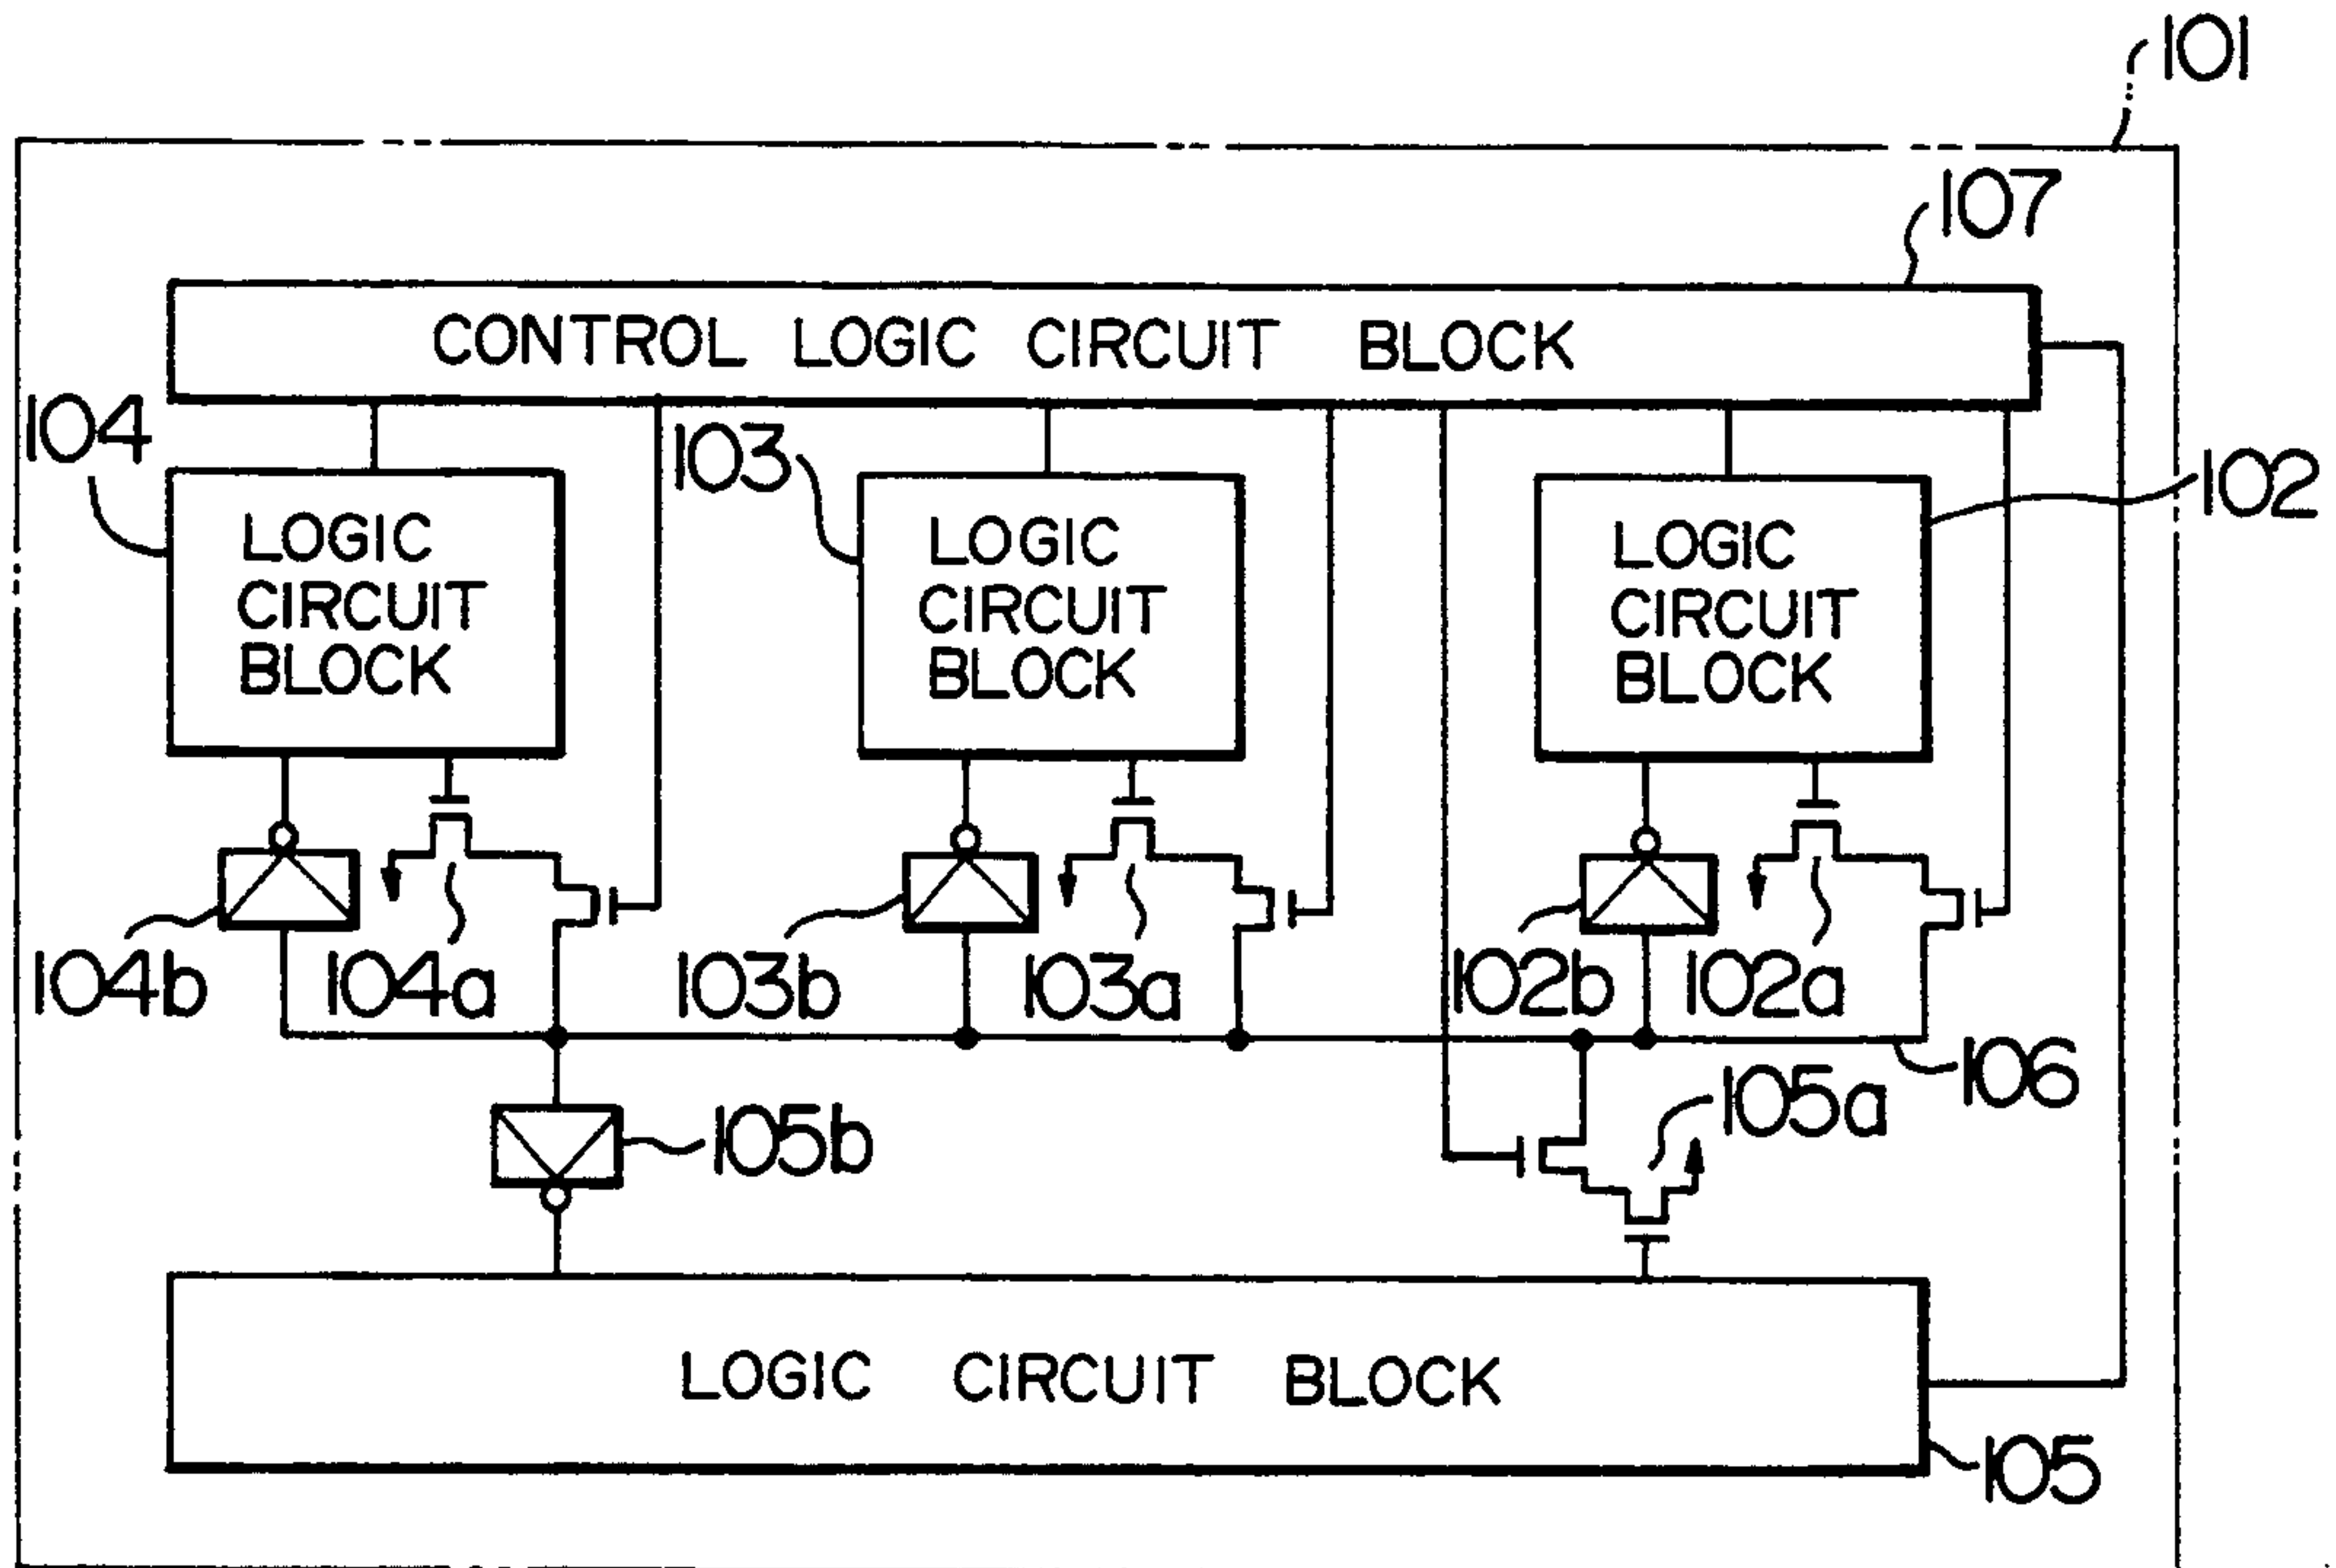 101
107
CONTROL LOGIC CIRCUIT BLOCK
104
103
102
LOGIC
CIRCUIT
BLOCK
LOGIC
CIRCUIT
BLOCK
LOGIC
CIRCUIT
BLOCK
104b
104a
103b
103a
102b
102a
106
105a
105b
LOGIC CIRCUIT BLOCK
105